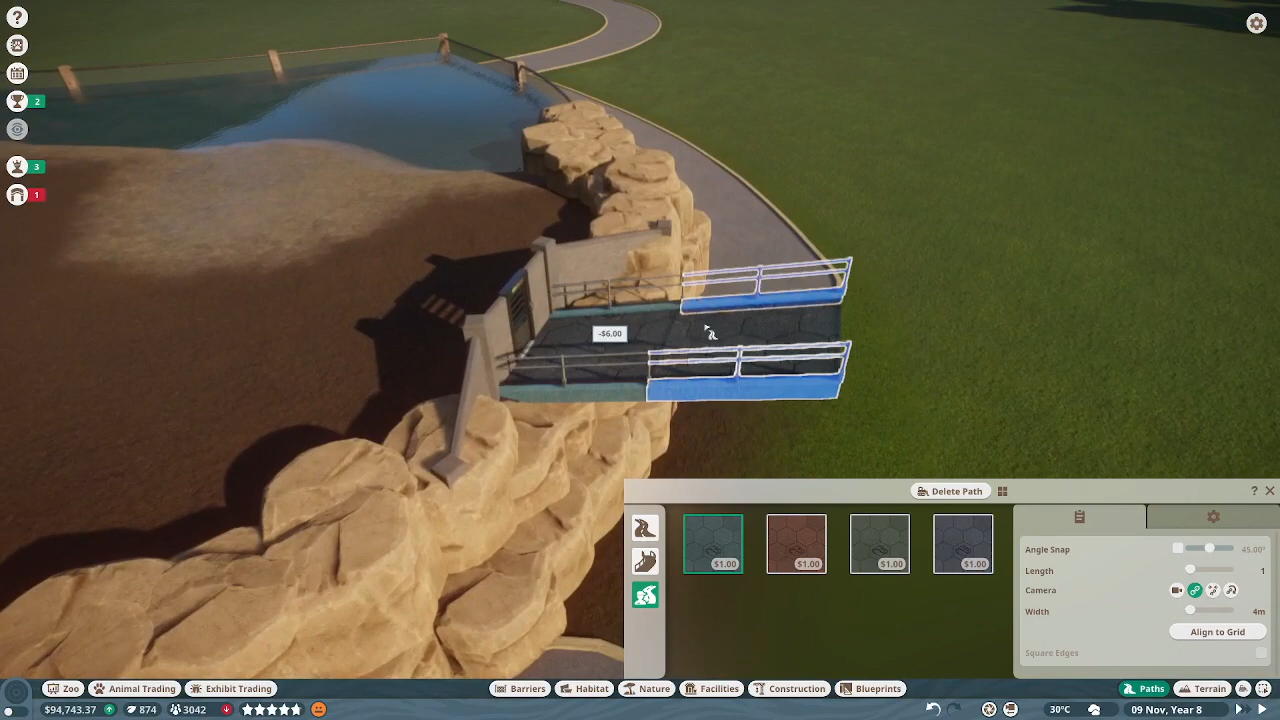 ?
2
3
1
-$6.00
Delete Path
?
$1.00 $1.00 $1.00 $1.00
Angle Snap 45.00°
Length 1
Camera
Width 4m
Align to Grid
Square Edges
Zoo Animal Trading Exhibit Trading Barriers Habitat Nature Facilities Construction Blueprints Paths Terrain
$94,743.37 874 3042 30°C 09 Nov, Year 8